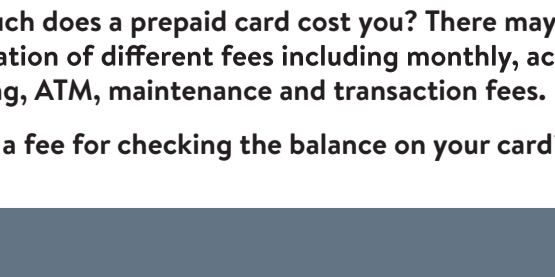 uch does a prepaid card cost you? There may
ation of different fees including monthly, ac
g, ATM, maintenance and transaction fees.
a fee for checking the balance on your card